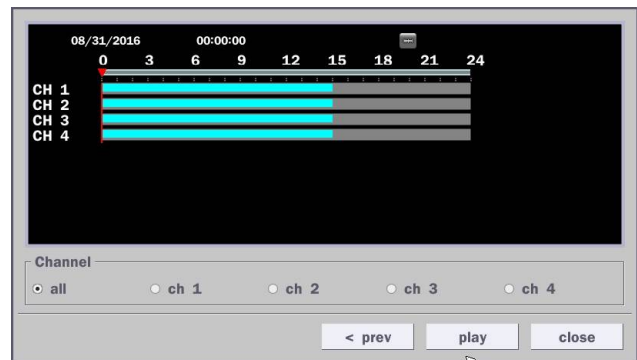 08/31/2016 00:00:00
0 3 6 9 12 15 18 21 24
CH 1
CH 2
CH 3
CH 4
Channel
all ch 1 ch 2 ch 3 ch 4
< prev play close